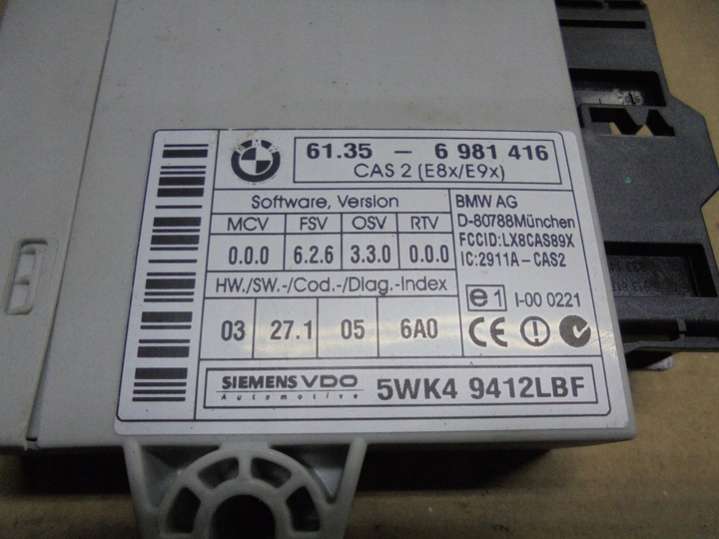 61.35 - 6 981 416
CAS 2 (E8x/E9x)
Software, Version
MCV FSV OSV RTV
0.0.0 6.2.6 3.3.0 0.0.0
HW./SW.-/Cod.-/Diag.-Index
03 27.1 05 6A0
BMW AG
D-80788München
FCCID:LX8CAS89X
IC:2911A-CAS2
e1 I-00 0221
CE
SIEMENS VDO
Automotive
5WK4 9412LBF